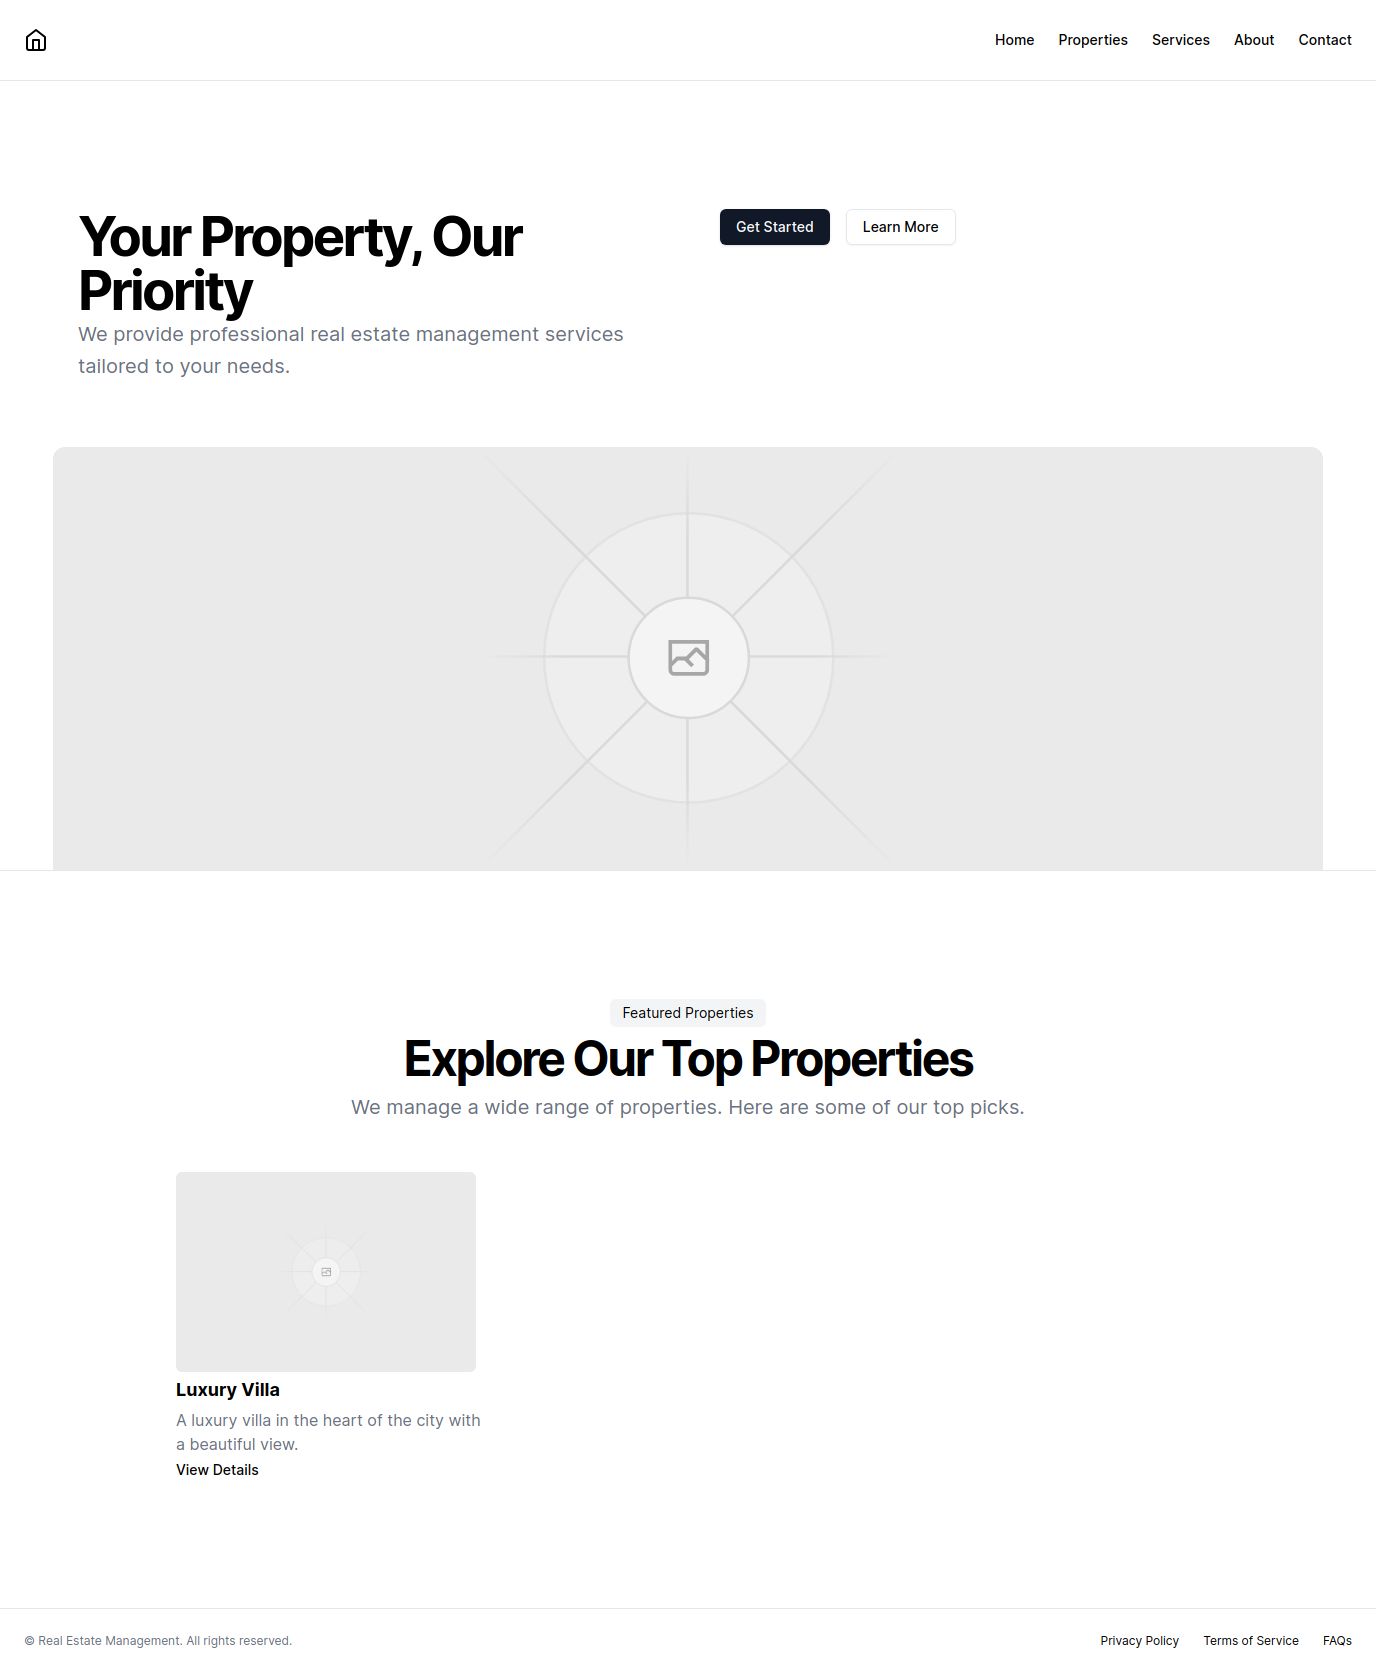 Home Properties Services About Contact
Your Property, Our
Priority
We provide professional real estate management services
tailored to your needs.
Get Started Learn More
Featured Properties
Explore Our Top Properties
We manage a wide range of properties. Here are some of our top picks.
Luxury Villa
A luxury villa in the heart of the city with
a beautiful view.
View Details
© Real Estate Management. All rights reserved. Privacy Policy Terms of Service FAQs